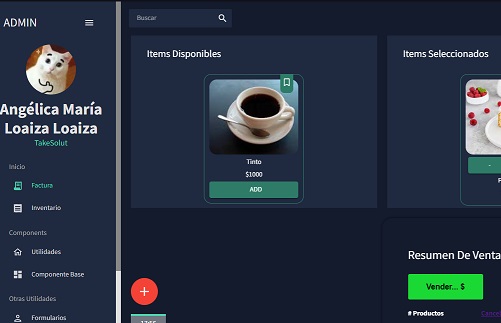 ADMIN
Angélica María
Loaiza Loaiza
TakeSolut
Inicio
Factura
Inventario
Components
Utilidades
Componente Base
Otras Utilidades
Formularios
Buscar
Items Disponibles
Tinto
$1000
ADD
+
Items Seleccionados
-
Resumen De Venta
Vender... $
# Productos